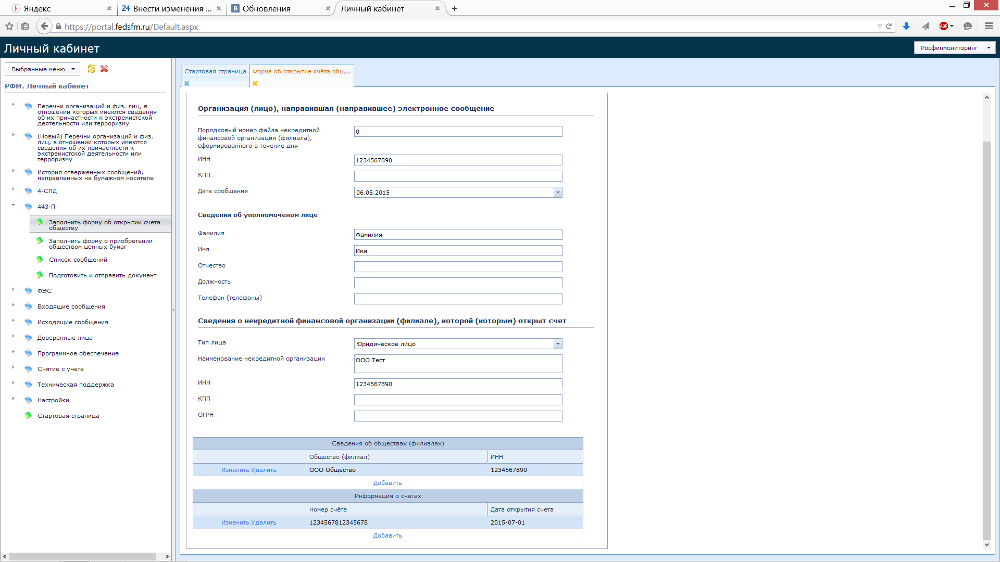 Яндекс
24 Внести изменения ...
В Обновления
Личный кабинет
https://portal.fedsfm.ru/Default.aspx
ABP
Личный кабинет
Росфинмониторинг
Выбранные меню
РФМ. Личный кабинет
Перечни организаций и физ. лиц, в
отношении которых имеются сведения
об их причастности к экстремистской
деятельности или терроризму
(Новый) Перечни организаций и физ.
лиц, в отношении которых имеются
сведения об их причастности к
экстремистской деятельности или
терроризму
История отверженных сообщений,
направленных на бумажном носителе
4-СПД
443-П
Заполнить форму об открытии счета
обществу
Заполнить форму о приобретении
обществом ценных бумаг
Список сообщений
Подготовить и отправить документ
ФЭС
Входящие сообщения
Исходящие сообщения
Доверенные лица
Программное обеспечение
Снятие с учета
Техническая поддержка
Настройки
Стартовая страница
Стартовая страница
Форма об открытие счёта общ...
Организация (лицо), направившая (направившее) электронное сообщение
Порядковый номер файла некредитной
финансовой организации (филиала),
сформированного в течение дня
0
ИНН
1234567890
КПП
Дата сообщения
06.05.2015
Сведения об уполномоченом лице
Фамилия
Фамилия
Имя
Имя
Отчество
Должность
Телефон (телефоны)
Сведения о некредитной финансовой организации (филиале), которой (которым) открыт счет
Тип лица
Юридическое лицо
Наименование некредитной организации
ООО Тест
ИНН
1234567890
КПП
ОГРН
Сведения об обществах (филиалах)
Общество (филиал) ИНН
Изменить Удалить ООО Общество 1234567890
Добавить
Информация о счетах
Номер счёта Дата открытия счета
Изменить Удалить 1234567812345678 2015-07-01
Добавить